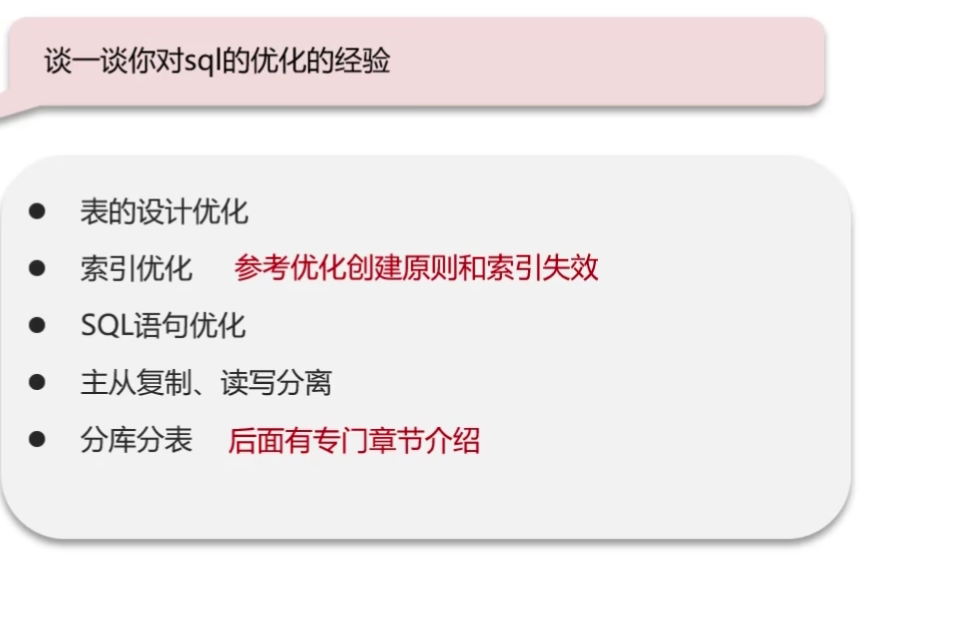 谈一谈你对sql的优化的经验
表的设计优化
索引优化 参考优化创建原则和索引失效
SQL语句优化
主从复制、读写分离
分库分表 后面有专门章节介绍